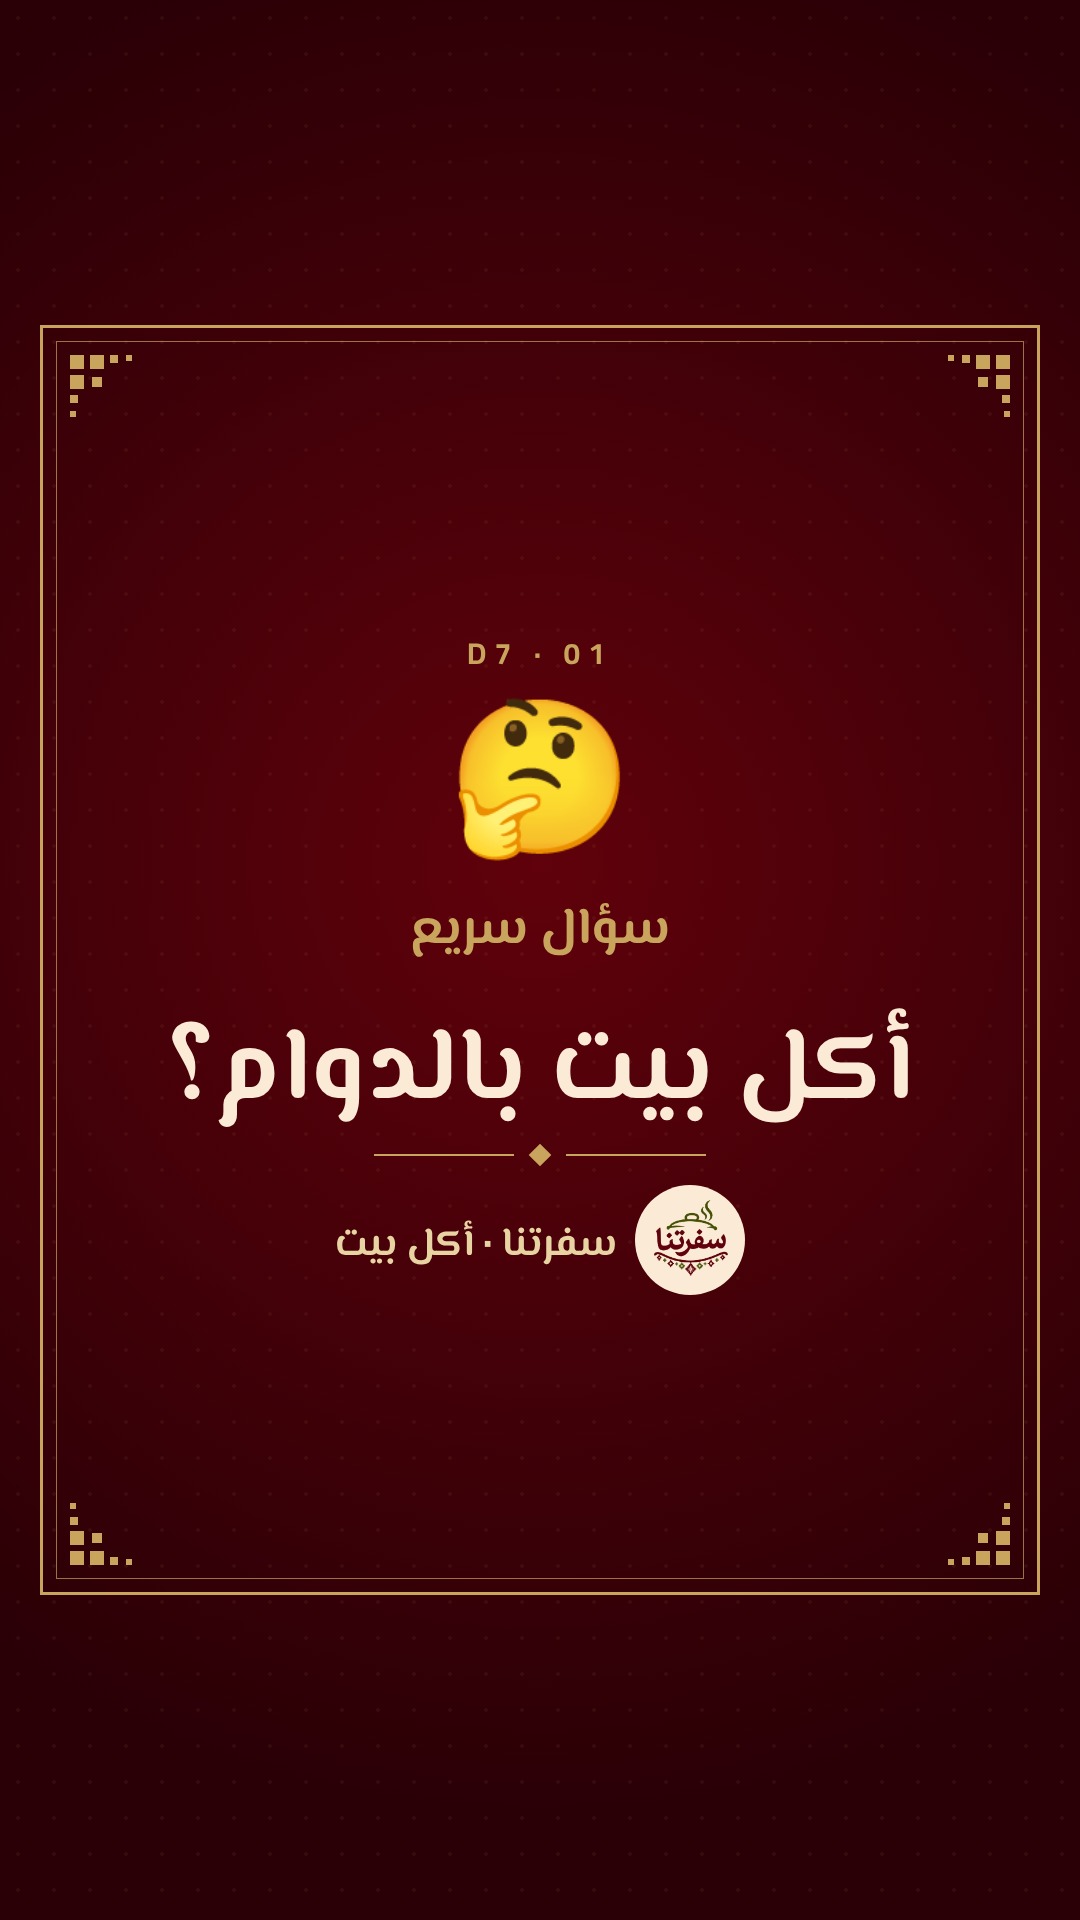 D7 · 01
سؤال سريع
أكل بيت بالدوام؟
سفرتنا
سفرتنا · أكل بيت